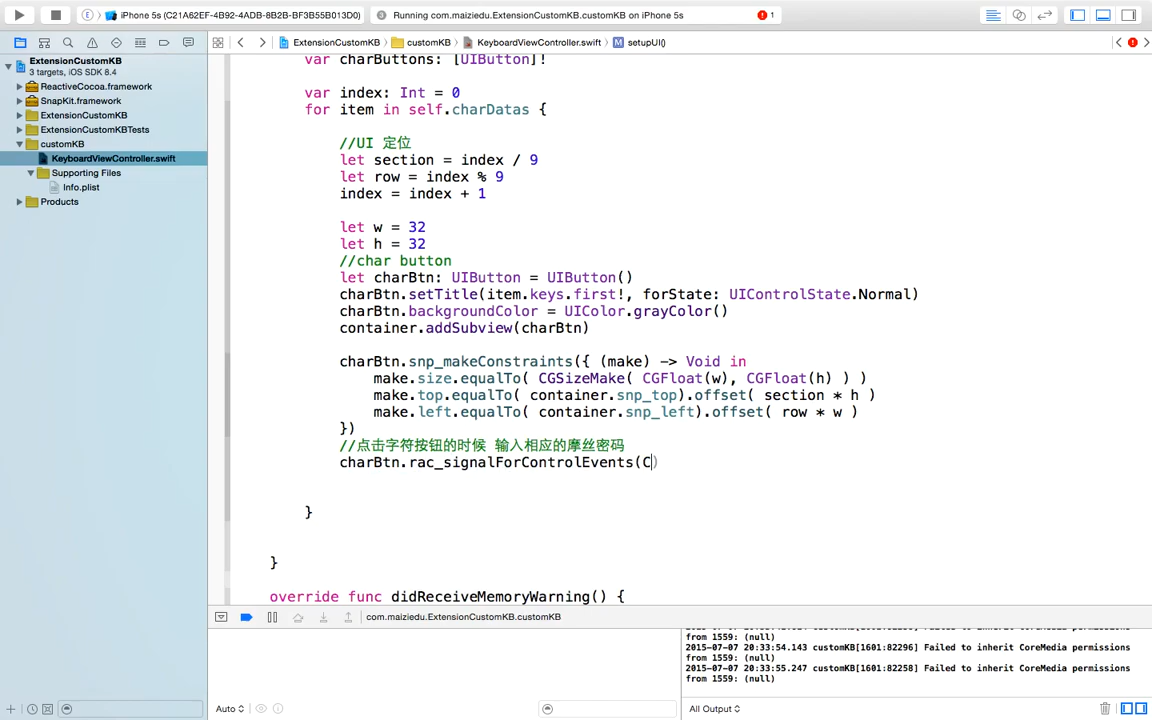 iPhone 5s (C21A62EF-4B92-4ADB-8B2B-BF3B55B013D0)
Running com.maiziedu.ExtensionCustomKB.customKB on iPhone 5s
1
ExtensionCustomKB
customKB
KeyboardViewController.swift
setupUI()
ExtensionCustomKB
3 targets, iOS SDK 8.4
ReactiveCocoa.framework
SnapKit.framework
ExtensionCustomKB
ExtensionCustomKBTests
customKB
KeyboardViewController.swift
Supporting Files
Info.plist
Products
var charButtons: [UIButton]!
var index: Int = 0
for item in self.charDatas {
//UI 定位
let section = index / 9
let row = index % 9
index = index + 1
let w = 32
let h = 32
//char button
let charBtn: UIButton = UIButton()
charBtn.setTitle(item.keys.first!, forState: UIControlState.Normal)
charBtn.backgroundColor = UIColor.grayColor()
container.addSubview(charBtn)
charBtn.snp_makeConstraints({ (make) -> Void in
make.size.equalTo( CGSizeMake( CGFloat(w), CGFloat(h) ) )
make.top.equalTo( container.snp_top).offset( section * h )
make.left.equalTo( container.snp_left).offset( row * w )
})
//点击字符按钮的时候 输入相应的摩丝密码
charBtn.rac_signalForControlEvents(C)
}
}
override func didReceiveMemoryWarning() {
com.maiziedu.ExtensionCustomKB.customKB
from 1559: (null)
2015-07-07 20:33:54.143 customKB[1601:82296] Failed to inherit CoreMedia permissions
from 1559: (null)
2015-07-07 20:33:55.247 customKB[1601:82258] Failed to inherit CoreMedia permissions
from 1559: (null)
Auto
All Output